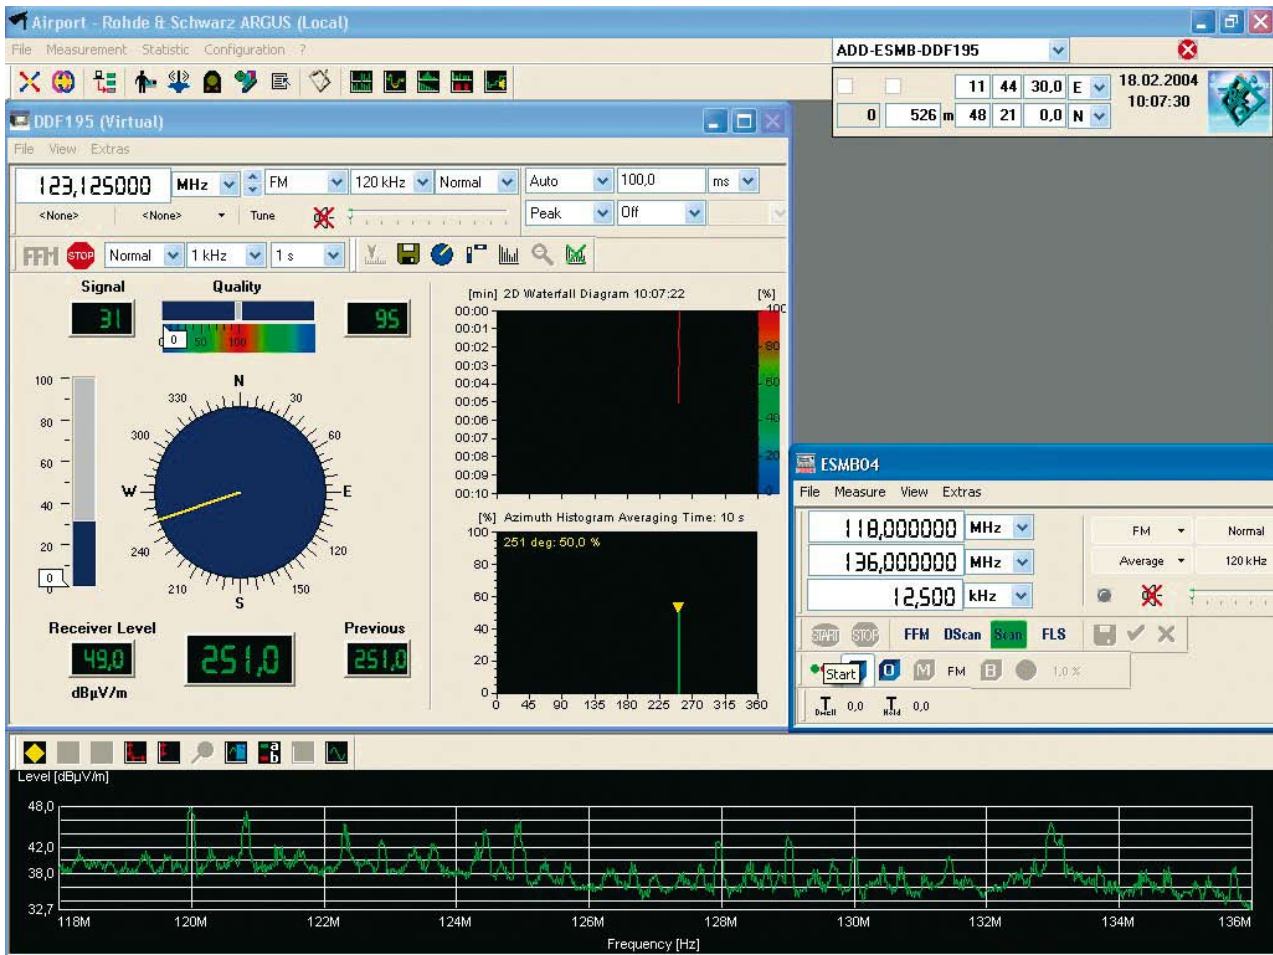 Airport - Rohde & Schwarz ARGUS (Local)
File Measurement Statistic Configuration ?
ADD-ESMB-DDF195
11 44 30,0 E
18.02.2004
10:07:30
0 526 m 48 21 0,0 N
DDF195 (Virtual)
File View Extras
123,125000 MHz FM 120 kHz Normal Auto 100,0 ms
<None> <None> Tune Peak Off
FFM STOP Normal 1 kHz 1 s
Signal Quality
31 95
0 50 100
0
[min] 2D Waterfall Diagram 10:07:22 [%]
00:00
00:01
00:02
00:03
00:04
00:05
00:06
00:07
00:08
00:09
00:10
100
80
60
40
20
0
100
80
60
40
20
0
0
N
30
60
E
120
150
S
210
240
W
300
330
[%] Azimuth Histogram Averaging Time: 10 s
251 deg: 50,0 %
100
80
60
40
20
0
0 45 90 135 180 225 270 315 360
Receiver Level Previous
49,0 251,0 251,0
dBµV/m
ESMB04
File Measure View Extras
118,000000 MHz FM Normal
136,000000 MHz Average 120 kHz
12,500 kHz
START STOP FFM DScan Scan FLS
Start O M FM B 1,0 %
T Dwell 0,0 T Hold 0,0
a
b
Level [dBµV/m]
48,0
42,0
38,0
32,7
118M 120M 122M 124M 126M 128M 130M 132M 134M 136M
Frequency [Hz]